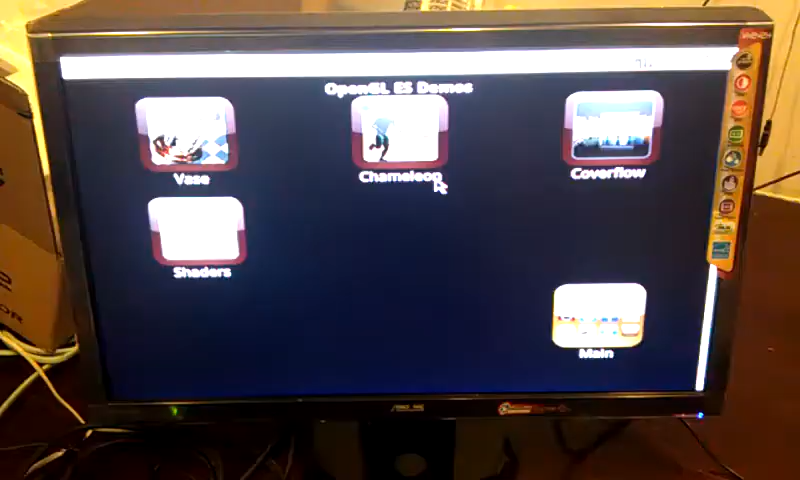 OpenGL ES Demos
Vase
Chameleon
Coverflow
Shaders
Main